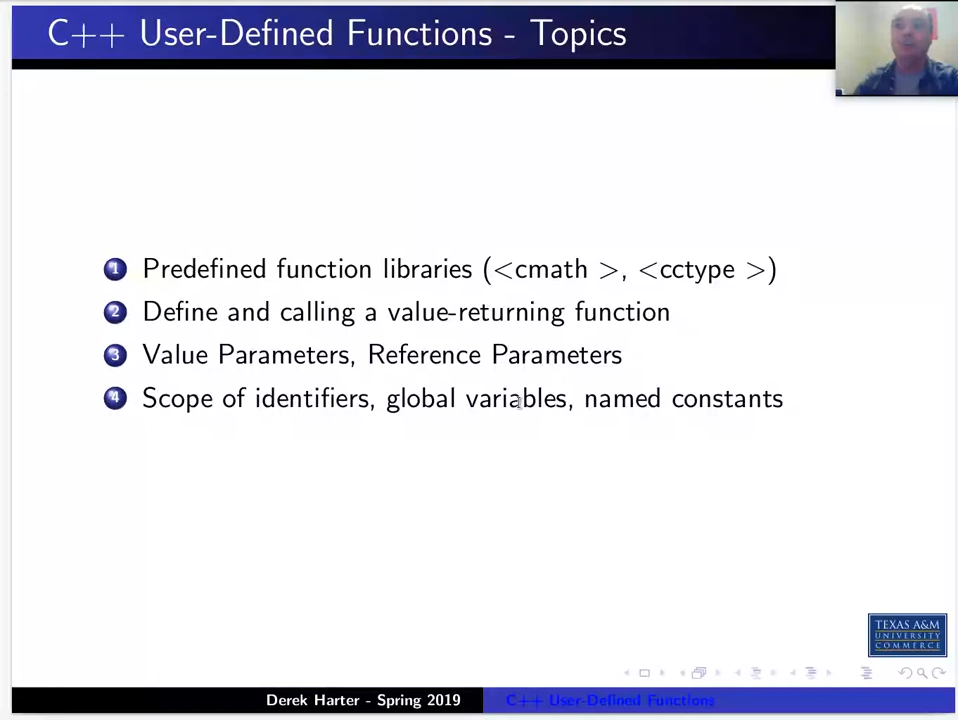 C++ User-Defined Functions - Topics
1 Predefined function libraries (<cmath >, <cctype >)
2 Define and calling a value-returning function
3 Value Parameters, Reference Parameters
4 Scope of identifiers, global variables, named constants
TEXAS A&M
UNIVERSITY
COMMERCE
Derek Harter - Spring 2019
C++ User-Defined Functions